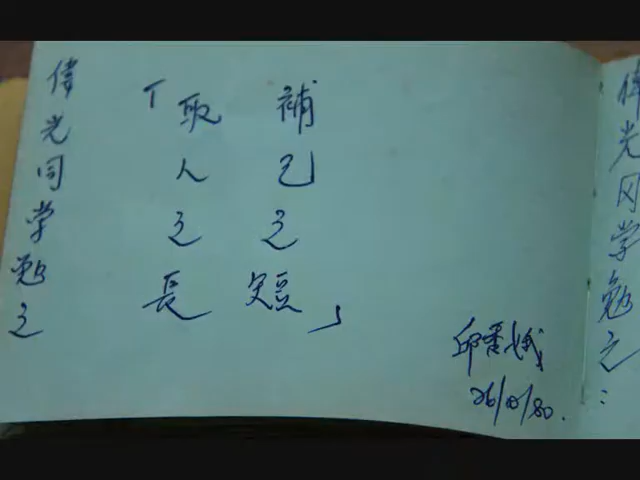 偉光同学勉之
「取人之長
補己之短」
邱
26/10/80.
偉光同学勉之: